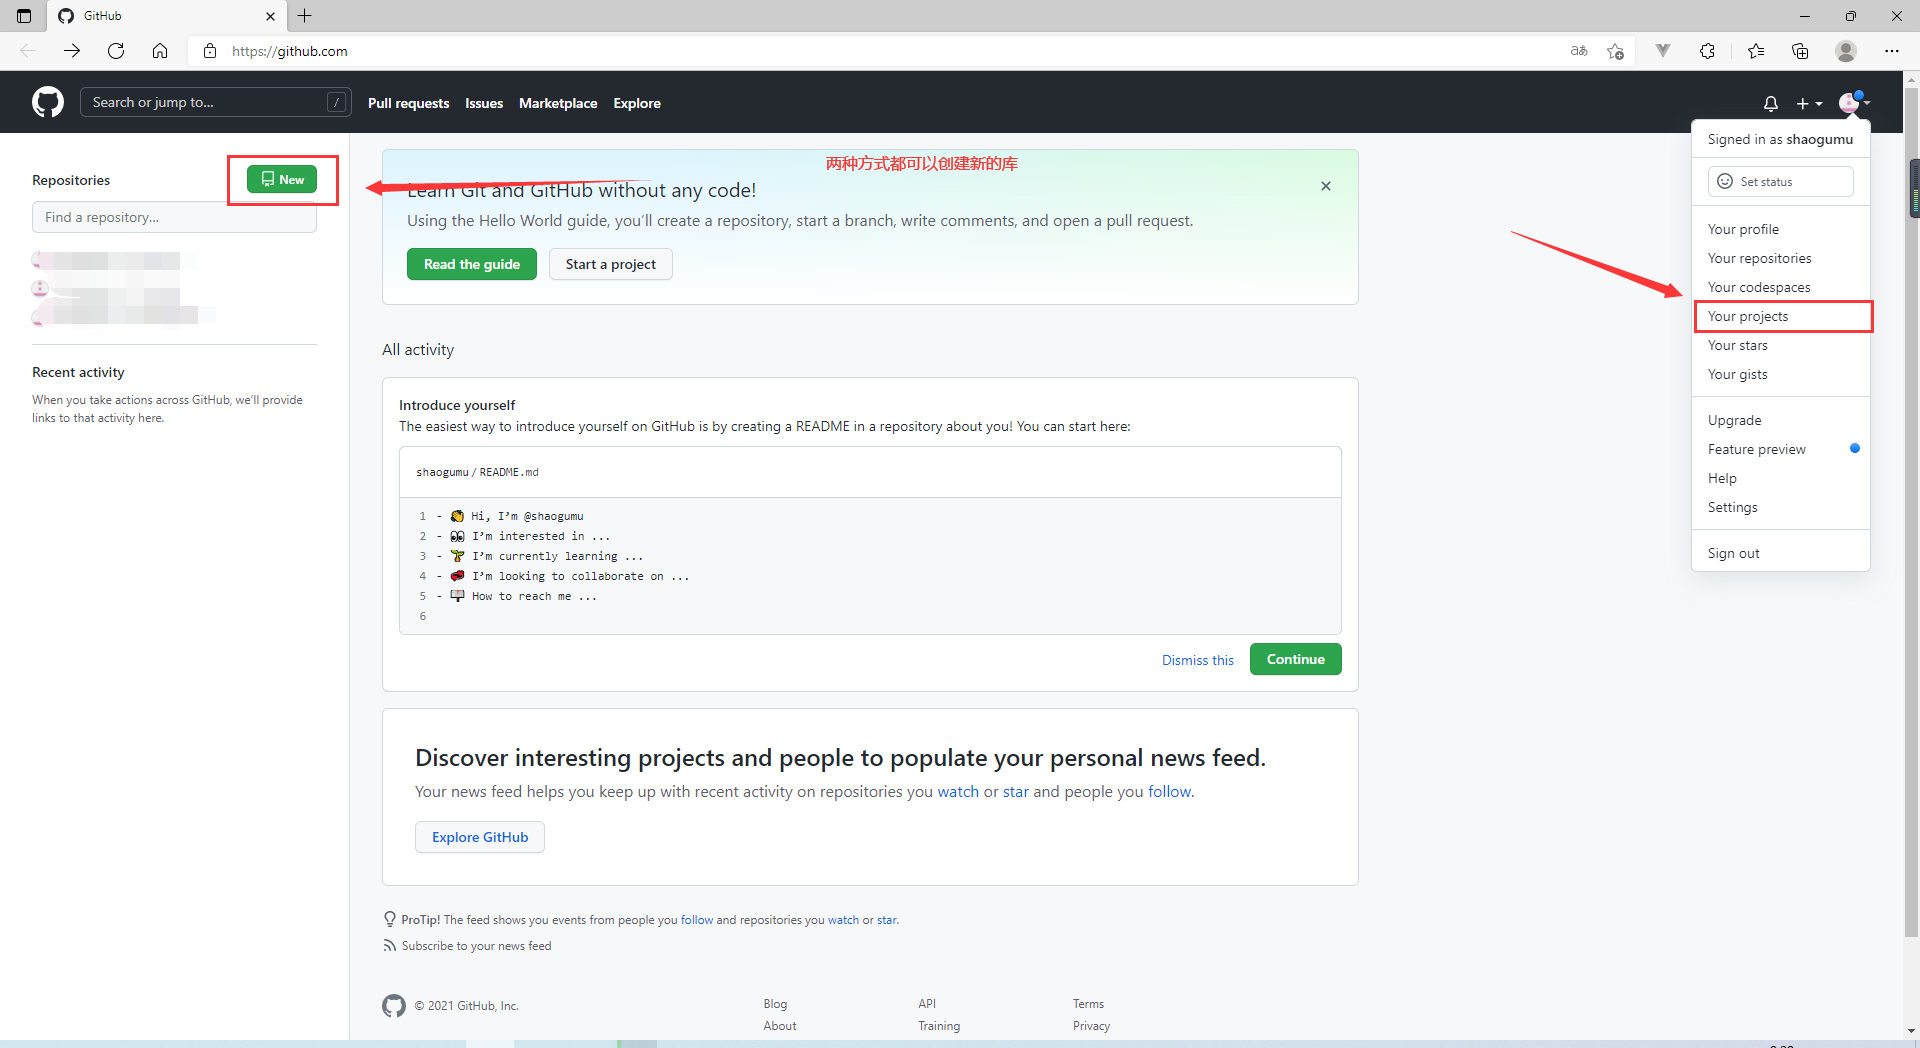 GitHub
https://github.com
aあ
Search or jump to... /
Pull requests Issues Marketplace Explore
Signed in as shaogumu
Set status
Your profile
Your repositories
Your codespaces
Your projects
Your stars
Your gists
Upgrade
Feature preview
Help
Settings
Sign out
Repositories
New
Find a repository...
Recent activity
When you take actions across GitHub, we’ll provide
links to that activity here.
两种方式都可以创建新的库
Learn Git and GitHub without any code!
Using the Hello World guide, you’ll create a repository, start a branch, write comments, and open a pull request.
Read the guide Start a project
All activity
Introduce yourself
The easiest way to introduce yourself on GitHub is by creating a README in a repository about you! You can start here:
shaogumu / README.md
1 - 👋 Hi, I’m @shaogumu
2 - 👀 I’m interested in ...
3 - 🌱 I’m currently learning ...
4 - 💞️ I’m looking to collaborate on ...
5 - 📫 How to reach me ...
6
Dismiss this Continue
Discover interesting projects and people to populate your personal news feed.
Your news feed helps you keep up with recent activity on repositories you watch or star and people you follow.
Explore GitHub
ProTip! The feed shows you events from people you follow and repositories you watch or star.
Subscribe to your news feed
© 2021 GitHub, Inc.
Blog API Terms
About Training Privacy